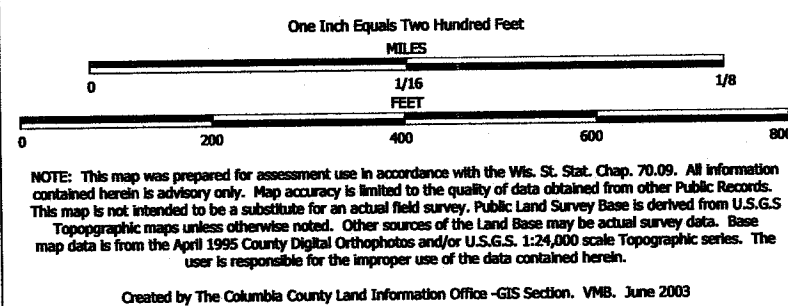 One Inch Equals Two Hundred Feet
MILES
0 1/16 1/8
FEET
0 200 400 600 800
NOTE: This map was prepared for assessment use in accordance with the Wis. St. Stat. Chap. 70.09. All information
contained herein is advisory only. Map accuracy is limited to the quality of data obtained from other Public Records.
This map is not intended to be a substitute for an actual field survey. Public Land Survey Base is derived from U.S.G.S
Topopgraphic maps unless otherwise noted. Other sources of the Land Base may be actual survey data. Base
map data is from the April 1995 County Digital Orthophotos and/or U.S.G.S. 1:24,000 scale Topographic series. The
user is responsible for the improper use of the data contained herein.
Created by The Columbia County Land Information Office -GIS Section. VMB. June 2003